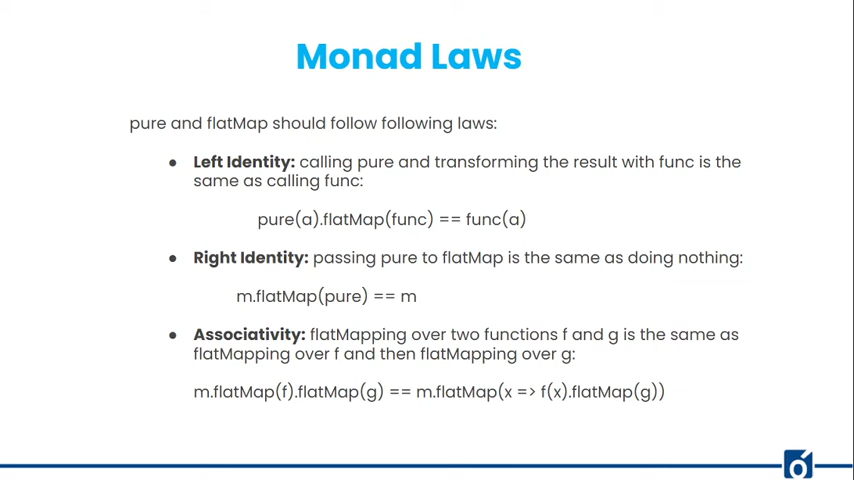 Monad Laws
pure and flatMap should follow following laws:
● Left Identity: calling pure and transforming the result with func is the
same as calling func:
pure(a).flatMap(func) == func(a)
● Right Identity: passing pure to flatMap is the same as doing nothing:
m.flatMap(pure) == m
● Associativity: flatMapping over two functions f and g is the same as
flatMapping over f and then flatMapping over g:
m.flatMap(f).flatMap(g) == m.flatMap(x => f(x).flatMap(g))